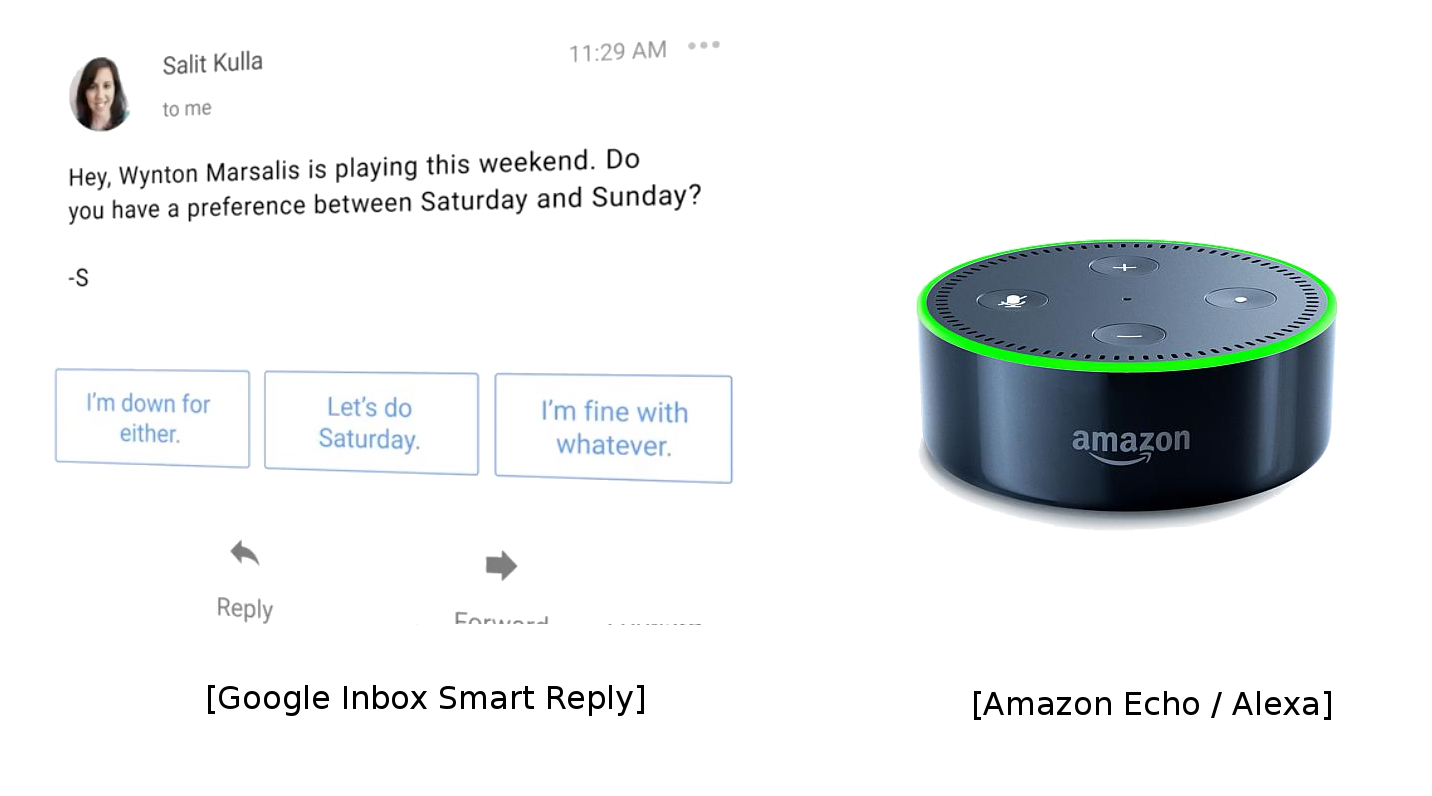 Salit Kulla
11:29 AM
to me
Hey, Wynton Marsalis is playing this weekend. Do
you have a preference between Saturday and Sunday?
-S
I'm down for
either.
Let's do
Saturday.
I'm fine with
whatever.
Reply
Forward
amazon
[Google Inbox Smart Reply]
[Amazon Echo / Alexa]